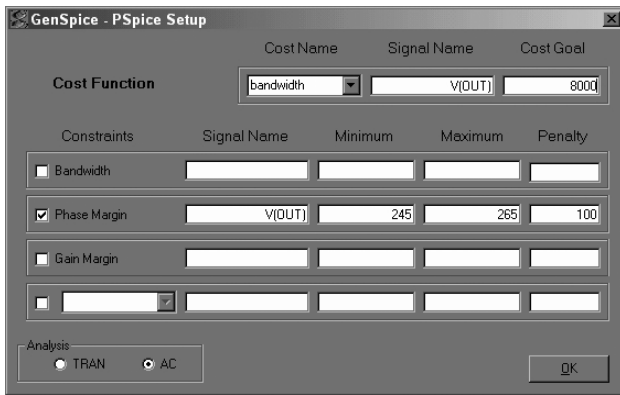 GenSpice - PSpice Setup
Cost Name Signal Name Cost Goal
Cost Function bandwidth V(OUT) 8000
Constraints Signal Name Minimum Maximum Penalty
Bandwidth
Phase Margin V(OUT) 245 265 100
Gain Margin
Analysis
TRAN AC
OK